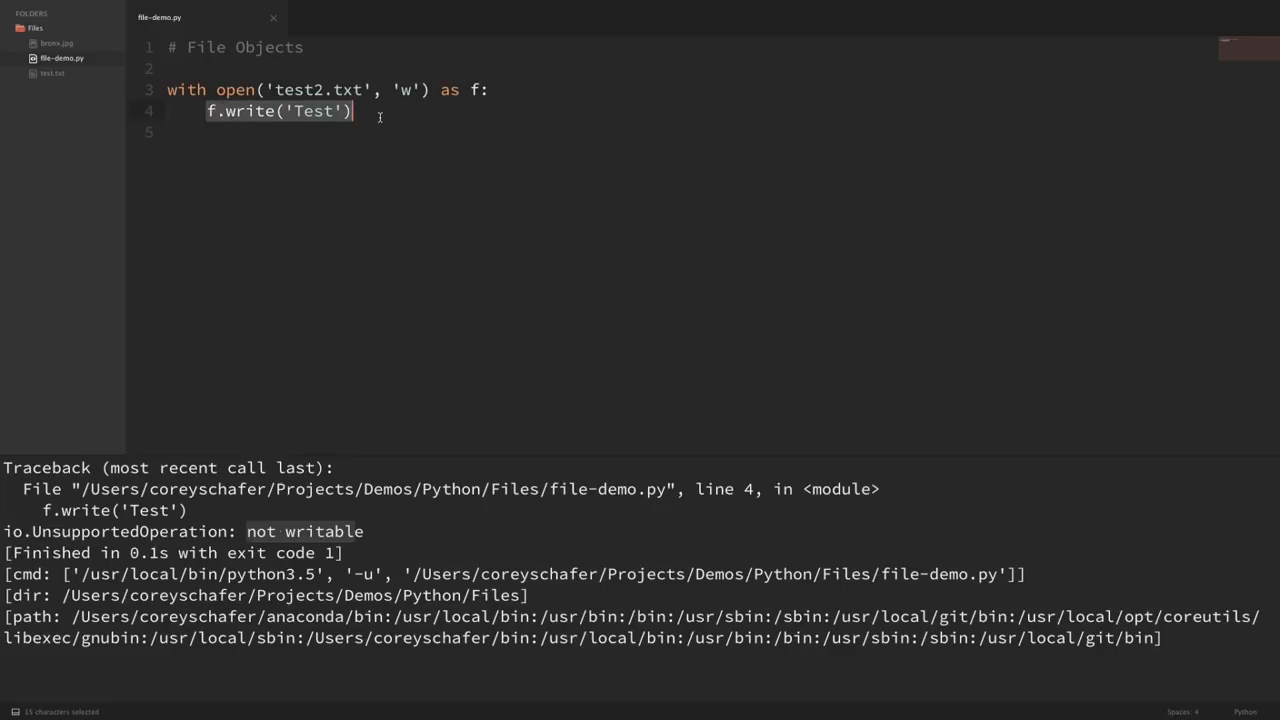 FOLDERS
Files
bronx.jpg
file-demo.py
test.txt
file-demo.py ×
1 # File Objects
2
3 with open('test2.txt', 'w') as f:
4 f.write('Test')
5
Traceback (most recent call last):
File "/Users/coreyschafer/Projects/Demos/Python/Files/file-demo.py", line 4, in <module>
f.write('Test')
io.UnsupportedOperation: not writable
[Finished in 0.1s with exit code 1]
[cmd: ['/usr/local/bin/python3.5', '-u', '/Users/coreyschafer/Projects/Demos/Python/Files/file-demo.py']]
[dir: /Users/coreyschafer/Projects/Demos/Python/Files]
[path: /Users/coreyschafer/anaconda/bin:/usr/local/bin:/usr/bin:/bin:/usr/sbin:/sbin:/usr/local/git/bin:/usr/local/opt/coreutils/
libexec/gnubin:/usr/local/sbin:/Users/coreyschafer/bin:/usr/local/bin:/usr/bin:/bin:/usr/sbin:/sbin:/usr/local/git/bin]
15 characters selected
Spaces: 4
Python